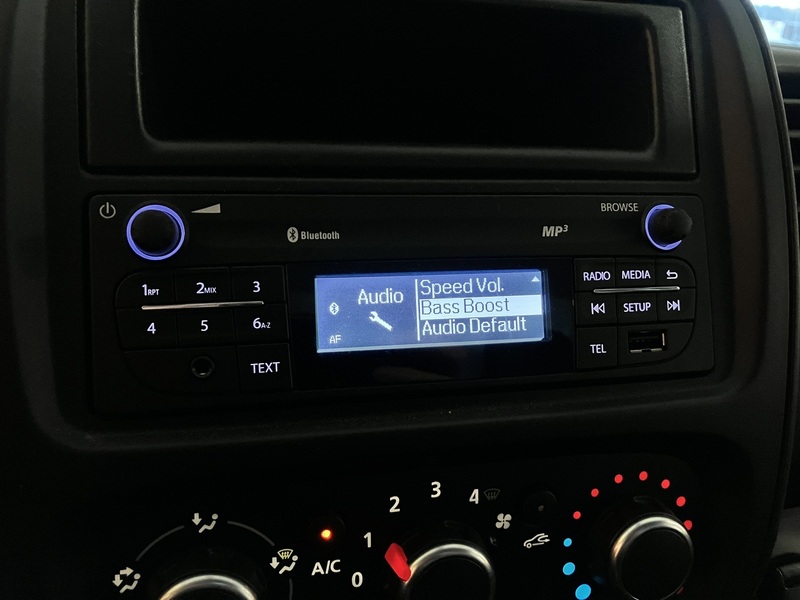 BROWSE
Bluetooth
MP3
1RPT
2MIX
3
4
5
6A-Z
TEXT
Audio
AF
Speed Vol.
Bass Boost
Audio Default
RADIO
MEDIA
SETUP
TEL
A/C
0
1
2
3
4